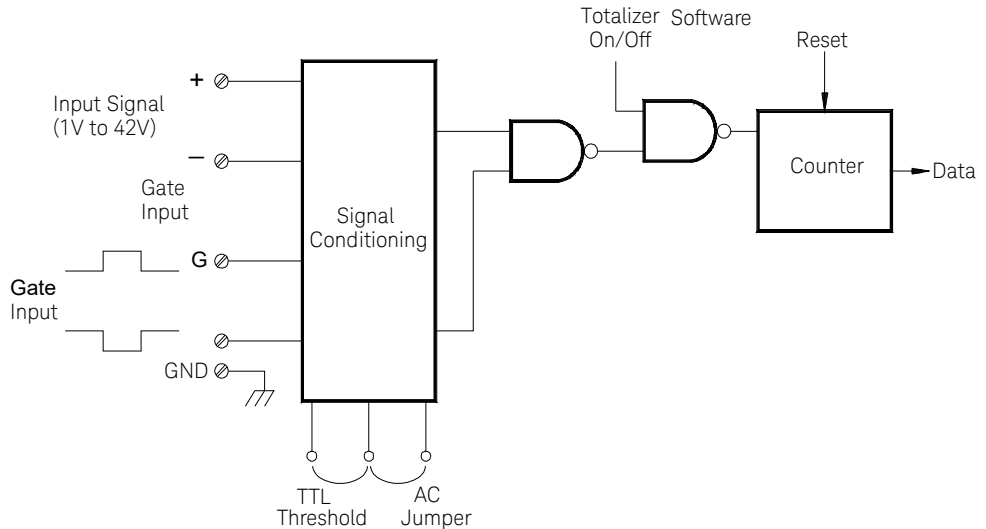 Totalizer Software
On/Off
Reset
+
Input Signal
(1V to 42V)
−
Gate
Input
Signal
Conditioning
Counter
Data
G
Gate
Input
GND
TTL
Threshold
AC
Jumper